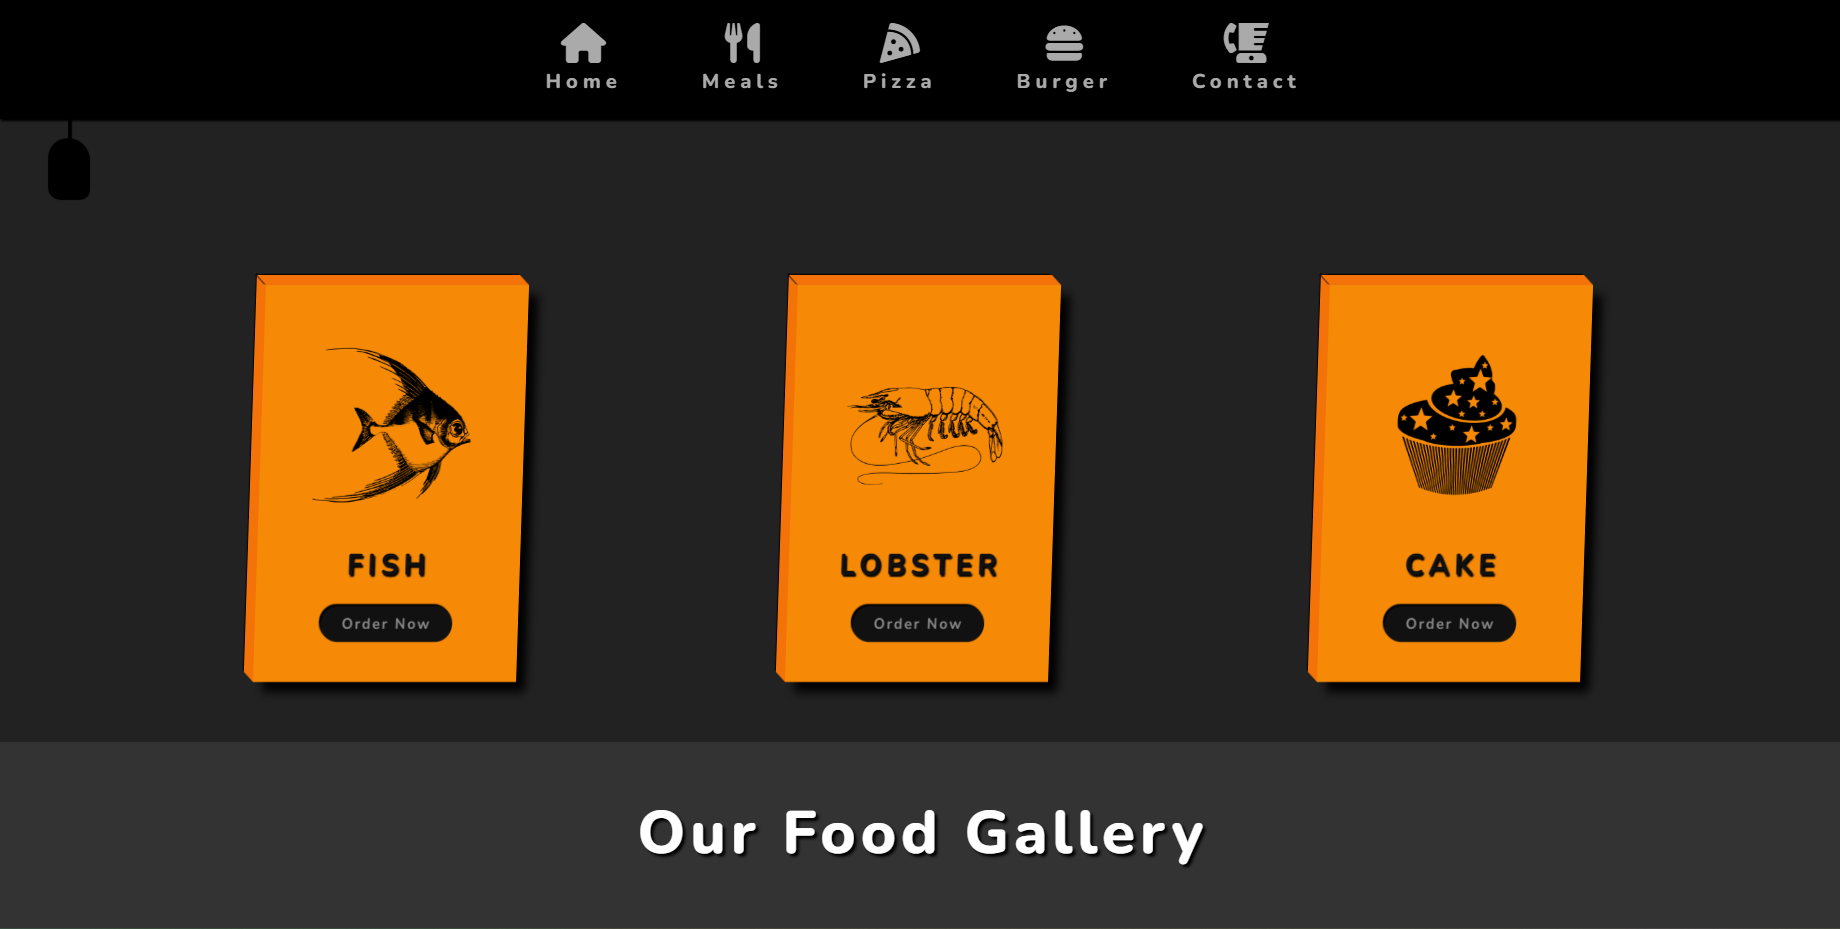 Home Meals Pizza Burger Contact
FISH
Order Now
LOBSTER
Order Now
CAKE
Order Now
Our Food Gallery